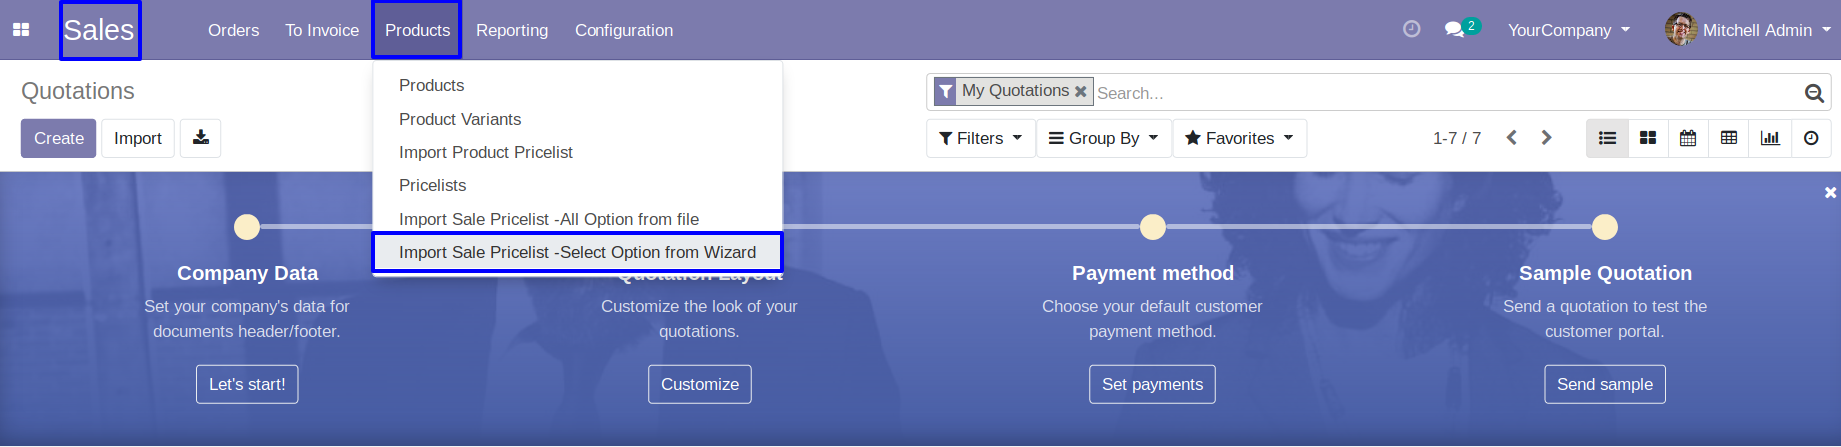 Sales Orders To Invoice Products Reporting Configuration 2 YourCompany Mitchell Admin
Quotations
My Quotations Search...
Create Import
Filters Group By Favorites 1-7 / 7
Products
Product Variants
Import Product Pricelist
Pricelists
Import Sale Pricelist -All Option from file
Import Sale Pricelist -Select Option from Wizard
Company Data
Set your company's data for
documents header/footer.
Let's start!
Quotation Layout
Customize the look of your
quotations.
Customize
Payment method
Choose your default customer
payment method.
Set payments
Sample Quotation
Send a quotation to test the
customer portal.
Send sample